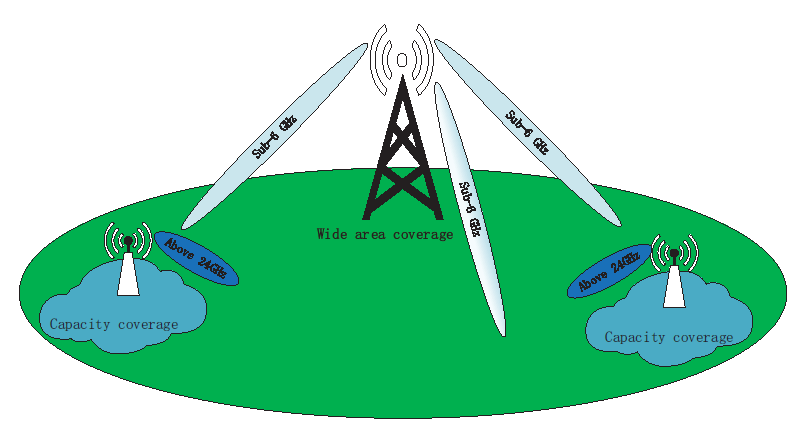 Sub-6 GHz
Sub-6 GHz
Sub-6 GHz
Wide area coverage
Above 24GHz
Above 24GHz
Capacity coverage
Capacity coverage